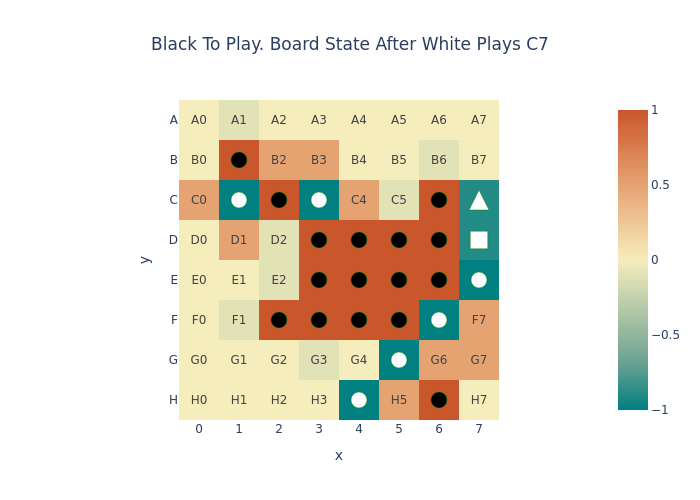 Black To Play. Board State After White Plays C7
A A0 A1 A2 A3 A4 A5 A6 A7
B B0 B2 B3 B4 B5 B6 B7
C C0 C4 C5
D D0 D1 D2
E E0 E1 E2
F F0 F1 F7
G G0 G1 G2 G3 G4 G6 G7
H H0 H1 H2 H3 H5 H7
0 1 2 3 4 5 6 7
x
y
1
0.5
0
−0.5
−1